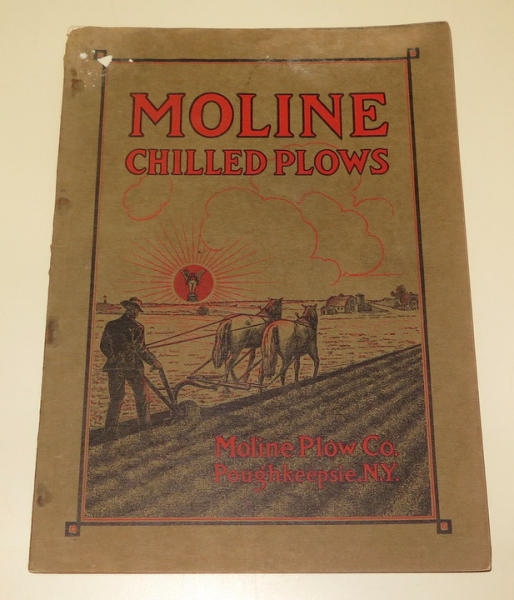 MOLINE
CHILLED PLOWS
Moline Plow Co.
Poughkeepsie, N.Y.